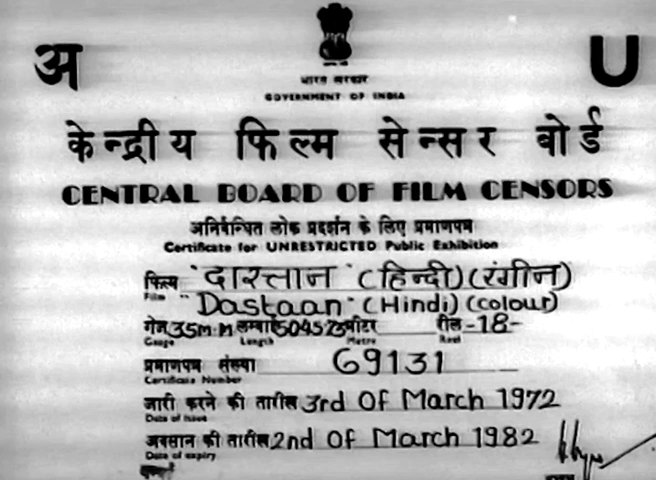 अ U
भारत सरकार
GOVERNMENT OF INDIA
केन्द्रीय फिल्म सेन्सर बोर्ड
CENTRAL BOARD OF FILM CENSORS
अनिर्बन्धित लोक प्रदर्शन के लिए प्रमाणपत्र
Certificate for UNRESTRICTED Public Exhibition
फिल्म "दास्तान" (हिन्दी)(रंगीन)
Film "Dastaan" (Hindi) (colour)
गेज 35M.M लम्बाई 5045.73 मीटर रील -18-
Gauge Length Metre Reel
प्रमाणपत्र संख्या 69131
Certificate Number
जारी करने की तारीख 3rd Of March 1972
Date of Issue
अवसान की तारीख 2nd Of March 1982
Date of expiry